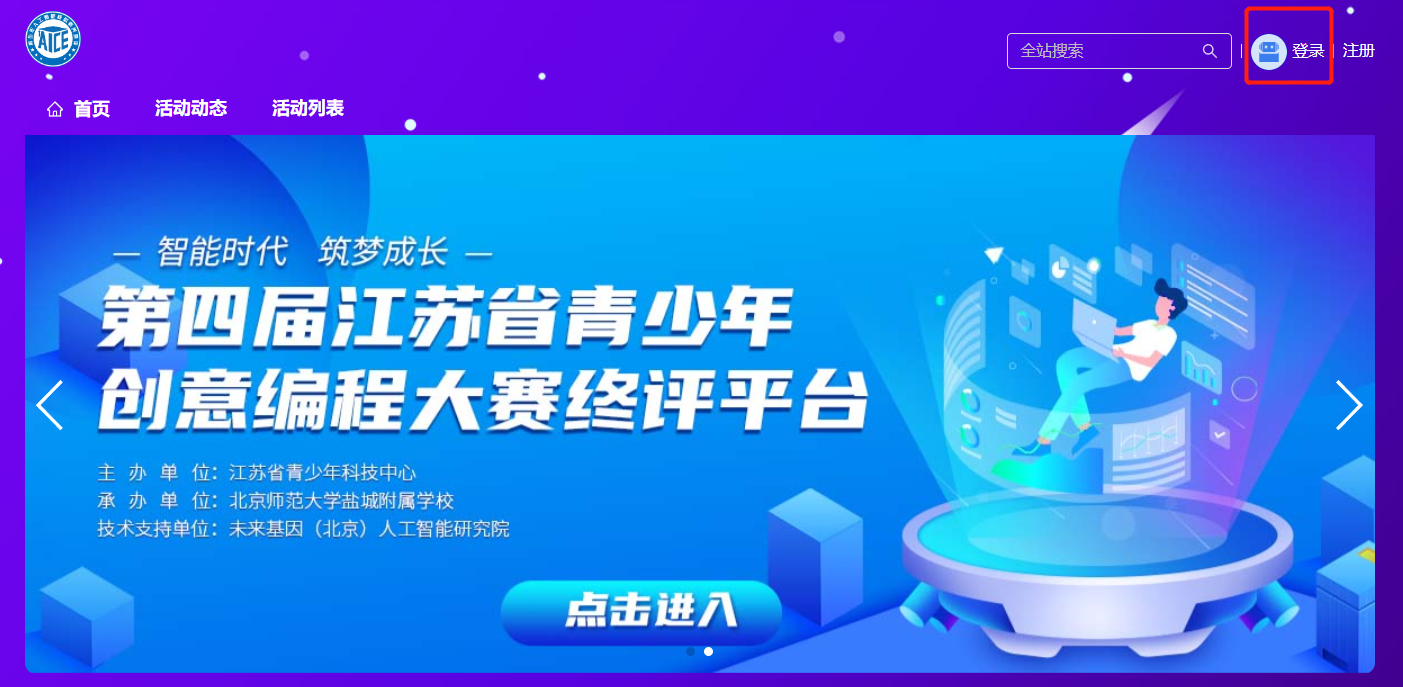 ATCE
全站搜索
登录
注册
首页 活动动态 活动列表
— 智能时代 筑梦成长 —
第四届江苏省青少年
创意编程大赛终评平台
主 办 单 位：江苏省青少年科技中心
承 办 单 位：北京师范大学盐城附属学校
技术支持单位：未来基因（北京）人工智能研究院
点击进入